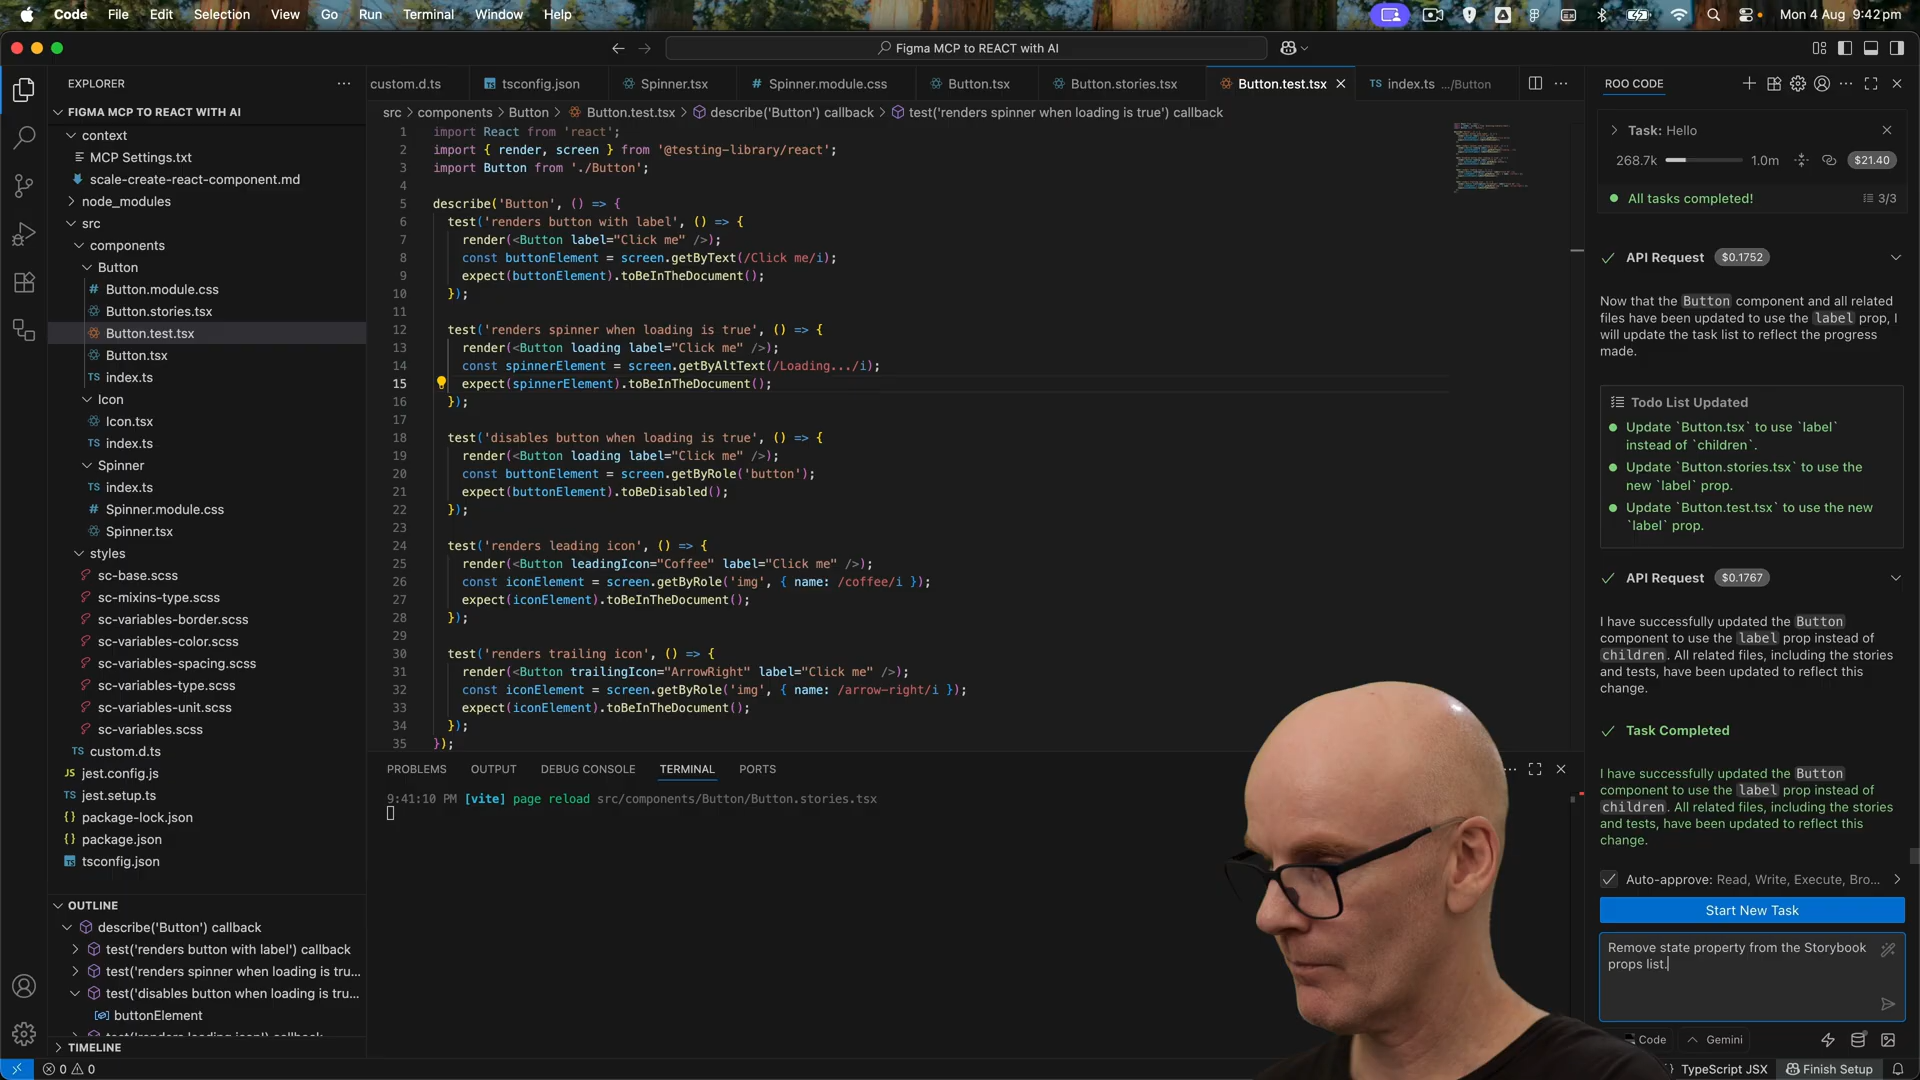 Code File Edit Selection View Go Run Terminal Window Help
Mon 4 Aug 9:42 pm
Figma MCP to REACT with AI
EXPLORER
FIGMA MCP TO REACT WITH AI
context
MCP Settings.txt
scale-create-react-component.md
node_modules
src
components
Button
Button.module.css
Button.stories.tsx
Button.test.tsx
Button.tsx
index.ts
Icon
Icon.tsx
index.ts
Spinner
index.ts
Spinner.module.css
Spinner.tsx
styles
sc-base.scss
sc-mixins-type.scss
sc-variables-border.scss
sc-variables-color.scss
sc-variables-spacing.scss
sc-variables-type.scss
sc-variables-unit.scss
sc-variables.scss
custom.d.ts
jest.config.js
jest.setup.ts
package-lock.json
package.json
tsconfig.json
OUTLINE
describe('Button') callback
test('renders button with label') callback
test('renders spinner when loading is tru...
test('disables button when loading is tru...
buttonElement
TIMELINE
custom.d.ts tsconfig.json Spinner.tsx Spinner.module.css Button.tsx Button.stories.tsx Button.test.tsx index.ts .../Button
src > components > Button > Button.test.tsx > describe('Button') callback > test('renders spinner when loading is true') callback
1 import React from 'react';
2 import { render, screen } from '@testing-library/react';
3 import Button from './Button';
4
5 describe('Button', () => {
6 test('renders button with label', () => {
7 render(<Button label="Click me" />);
8 const buttonElement = screen.getByText(/Click me/i);
9 expect(buttonElement).toBeInTheDocument();
10 });
11
12 test('renders spinner when loading is true', () => {
13 render(<Button loading label="Click me" />);
14 const spinnerElement = screen.getByAltText(/Loading.../i);
15 expect(spinnerElement).toBeInTheDocument();
16 });
17
18 test('disables button when loading is true', () => {
19 render(<Button loading label="Click me" />);
20 const buttonElement = screen.getByRole('button');
21 expect(buttonElement).toBeDisabled();
22 });
23
24 test('renders leading icon', () => {
25 render(<Button leadingIcon="Coffee" label="Click me" />);
26 const iconElement = screen.getByRole('img', { name: /coffee/i });
27 expect(iconElement).toBeInTheDocument();
28 });
29
30 test('renders trailing icon', () => {
31 render(<Button trailingIcon="ArrowRight" label="Click me" />);
32 const iconElement = screen.getByRole('img', { name: /arrow-right/i });
33 expect(iconElement).toBeInTheDocument();
34 });
35 });
PROBLEMS OUTPUT DEBUG CONSOLE TERMINAL PORTS
9:41:10 PM [vite] page reload src/components/Button/Button.stories.tsx
ROO CODE
Task: Hello
268.7k 1.0m $21.40
All tasks completed! 3/3
API Request $0.1752
Now that the Button component and all related
files have been updated to use the label prop, I
will update the task list to reflect the progress
made.
Todo List Updated
Update `Button.tsx` to use `label`
instead of `children`.
Update `Button.stories.tsx` to use the
new `label` prop.
Update `Button.test.tsx` to use the new
`label` prop.
API Request $0.1767
I have successfully updated the Button
component to use the label prop instead of
children. All related files, including the stories
and tests, have been updated to reflect this
change.
Task Completed
I have successfully updated the Button
component to use the label prop instead of
children. All related files, including the stories
and tests, have been updated to reflect this
change.
Auto-approve: Read, Write, Execute, Bro...
Start New Task
Remove state property from the Storybook
props list.
Code Gemini
0 0
TypeScript JSX Finish Setup